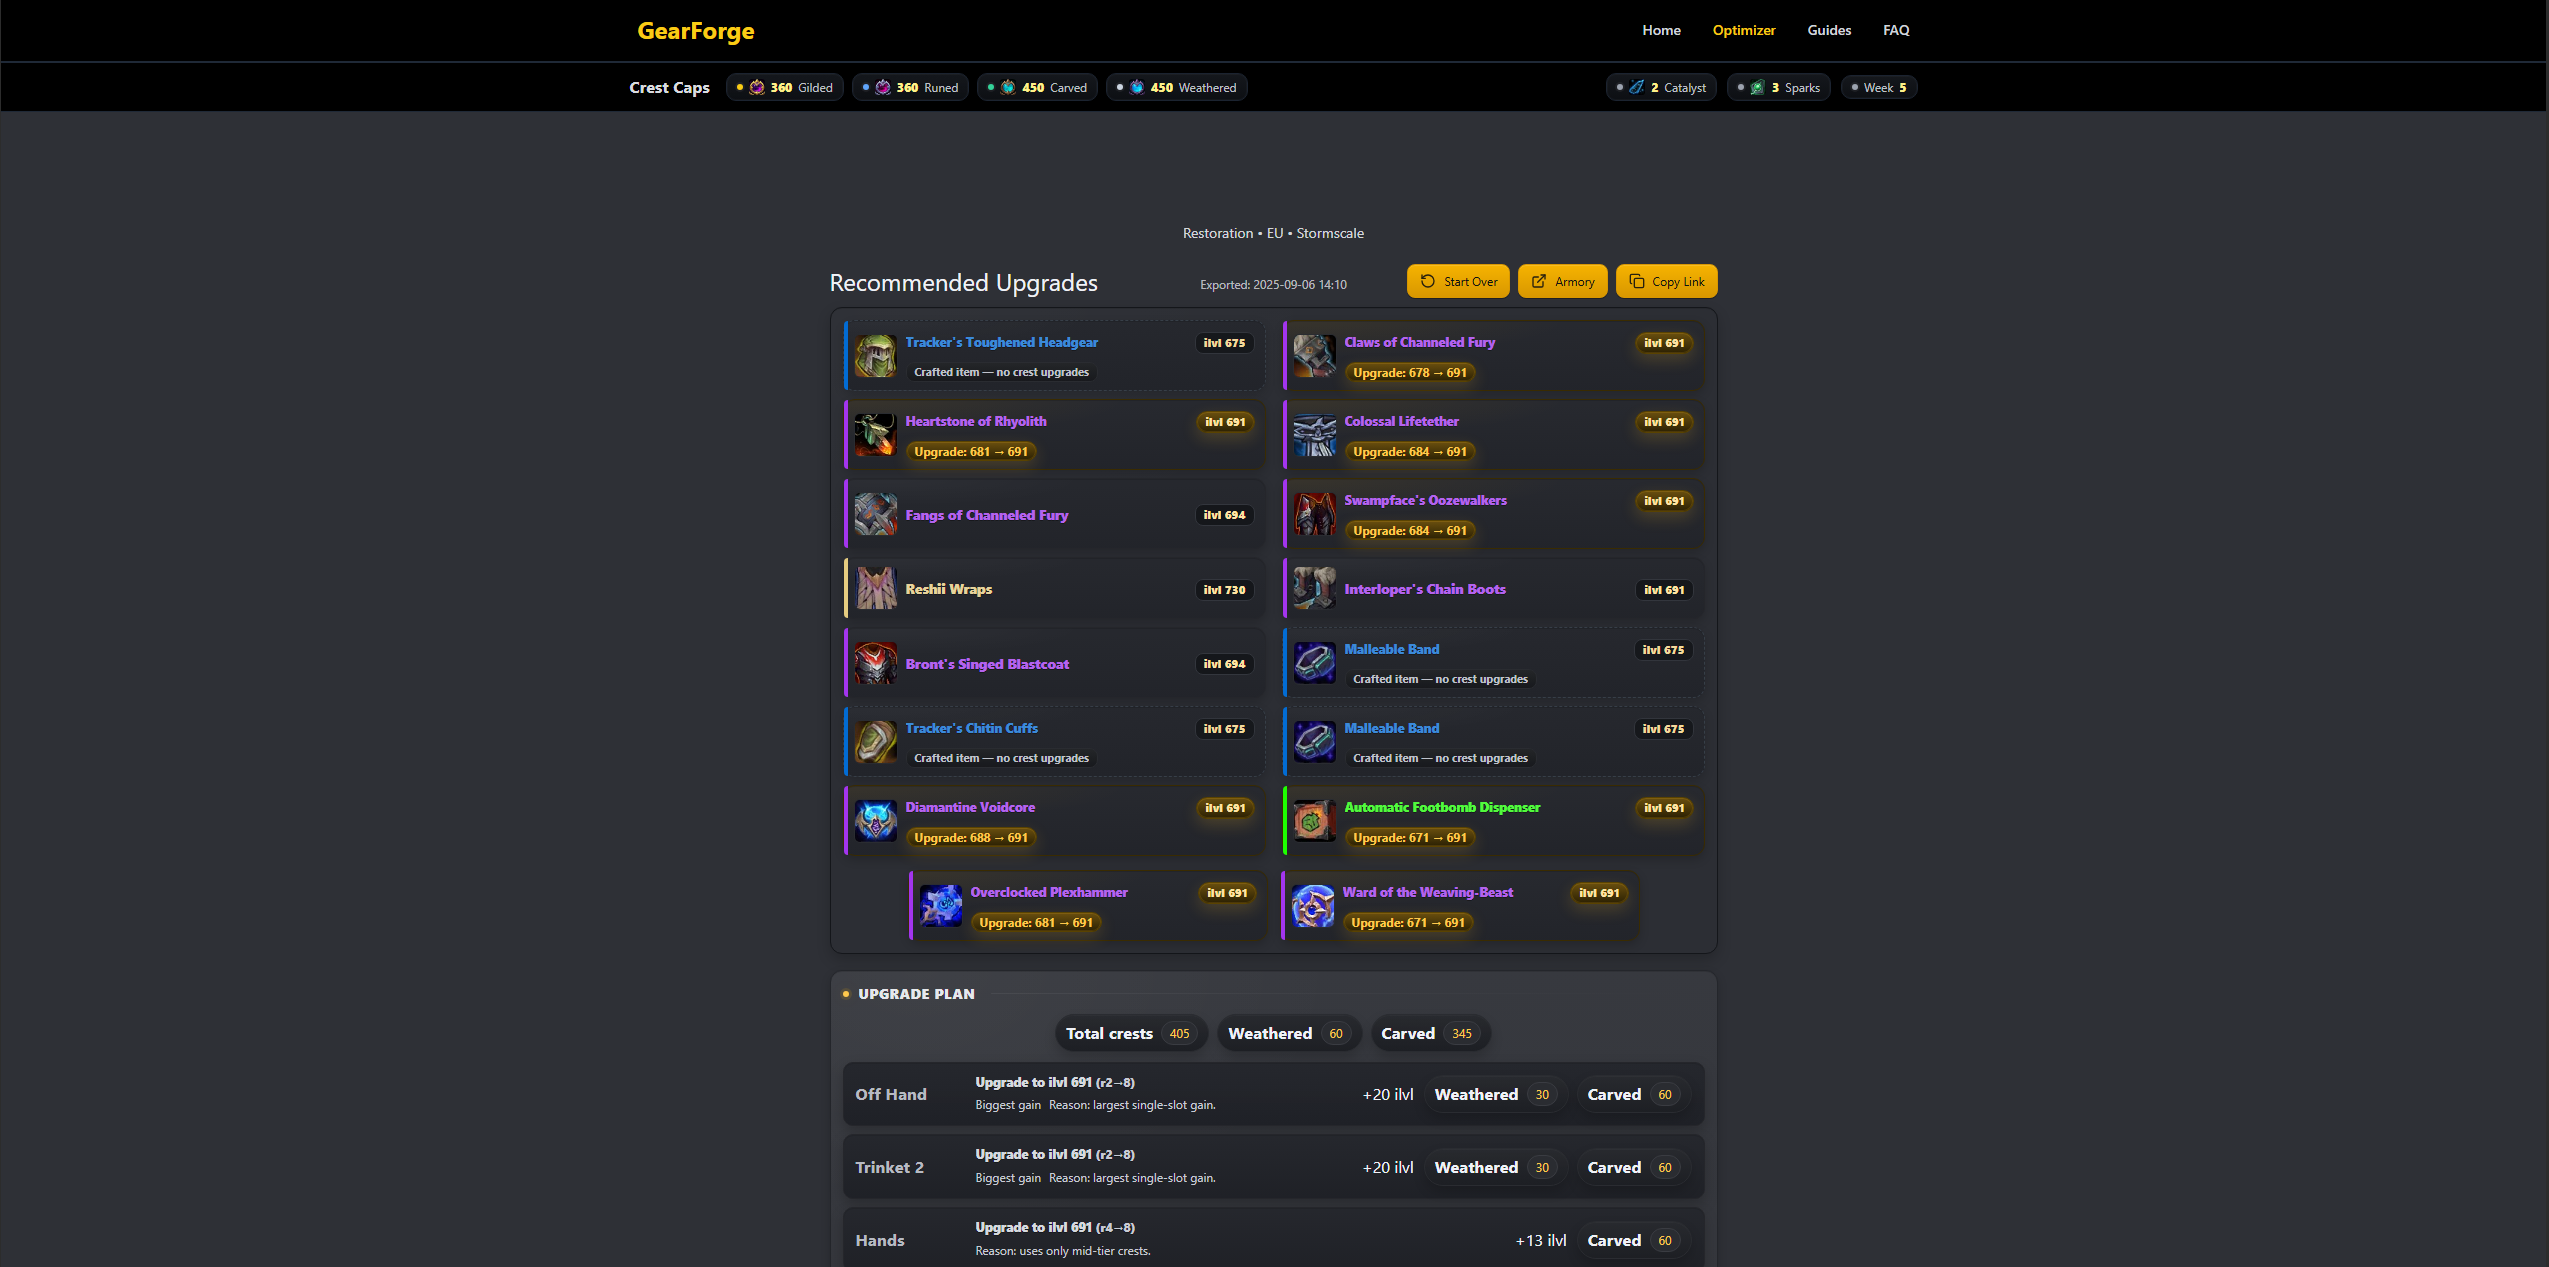 GearForge
Home Optimizer Guides FAQ
Crest Caps 360 Gilded 360 Runed 450 Carved 450 Weathered 2 Catalyst 3 Sparks Week 5
Restoration • EU • Stormscale
Recommended Upgrades Exported: 2025-09-06 14:10 Start Over Armory Copy Link
Tracker's Toughened Headgear ilvl 675
Crafted item — no crest upgrades
Claws of Channeled Fury ilvl 691
Upgrade: 678 → 691
Heartstone of Rhyolith ilvl 691
Upgrade: 681 → 691
Colossal Lifetether ilvl 691
Upgrade: 684 → 691
Fangs of Channeled Fury ilvl 694
Swampface's Oozewalkers ilvl 691
Upgrade: 684 → 691
Reshii Wraps ilvl 730
Interloper's Chain Boots ilvl 691
Bront's Singed Blastcoat ilvl 694
Malleable Band ilvl 675
Crafted item — no crest upgrades
Tracker's Chitin Cuffs ilvl 675
Crafted item — no crest upgrades
Malleable Band ilvl 675
Crafted item — no crest upgrades
Diamantine Voidcore ilvl 691
Upgrade: 688 → 691
Automatic Footbomb Dispenser ilvl 691
Upgrade: 671 → 691
Overclocked Plexhammer ilvl 691
Upgrade: 681 → 691
Ward of the Weaving-Beast ilvl 691
Upgrade: 671 → 691
UPGRADE PLAN
Total crests 405 Weathered 60 Carved 345
Off Hand
Upgrade to ilvl 691 (r2→8)
Biggest gain Reason: largest single-slot gain.
+20 ilvl Weathered 30 Carved 60
Trinket 2
Upgrade to ilvl 691 (r2→8)
Biggest gain Reason: largest single-slot gain.
+20 ilvl Weathered 30 Carved 60
Hands
Upgrade to ilvl 691 (r4→8)
Reason: uses only mid-tier crests.
+13 ilvl Carved 60